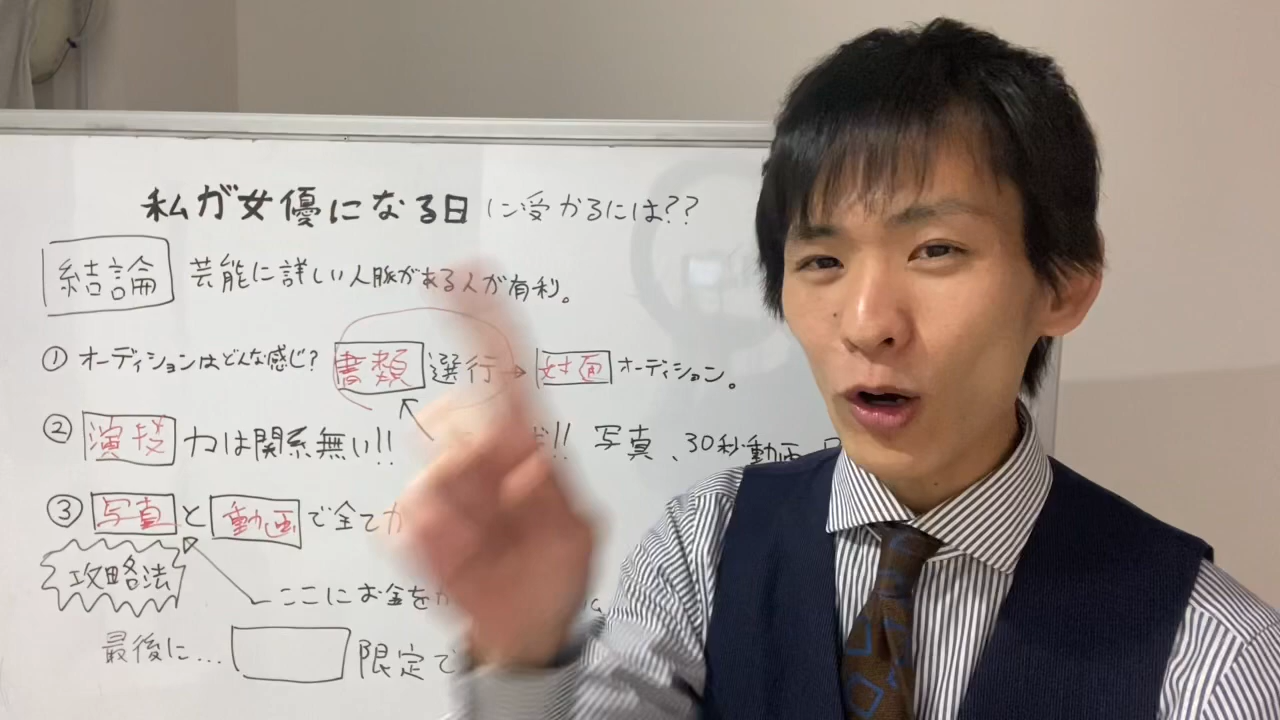 私が女優になる日 に受かるには??
結論 芸能に詳しい人脈がある人が有利。
① オーディションはどんな感じ? 書類 選行 → 対面 オーディション。
② 演技 力は関係無い!! !! 写真、30秒動画
③ 写真 と 動画 で全て
攻略法 ここにお金を
最後に... 限定で